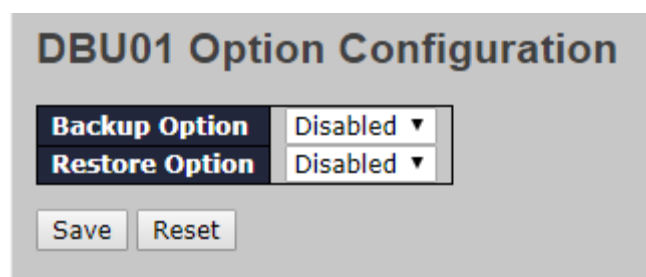 DBU01 Option Configuration
Backup Option Disabled
Restore Option Disabled
Save Reset